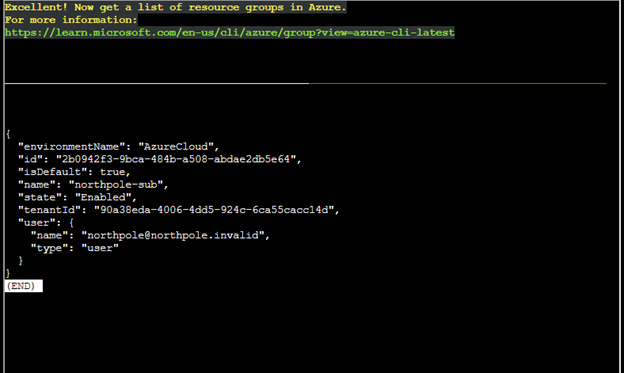 Excellent! Now get a list of resource groups in Azure.
For more information:
https://learn.microsoft.com/en-us/cli/azure/group?view=azure-cli-latest
{
  "environmentName": "AzureCloud",
  "id": "2b0942f3-9bca-484b-a508-abdae2db5e64",
  "isDefault": true,
  "name": "northpole-sub",
  "state": "Enabled",
  "tenantId": "90a38eda-4006-4dd5-924c-6ca55cacc14d",
  "user": {
    "name": "northpole@northpole.invalid",
    "type": "user"
  }
}
(END)